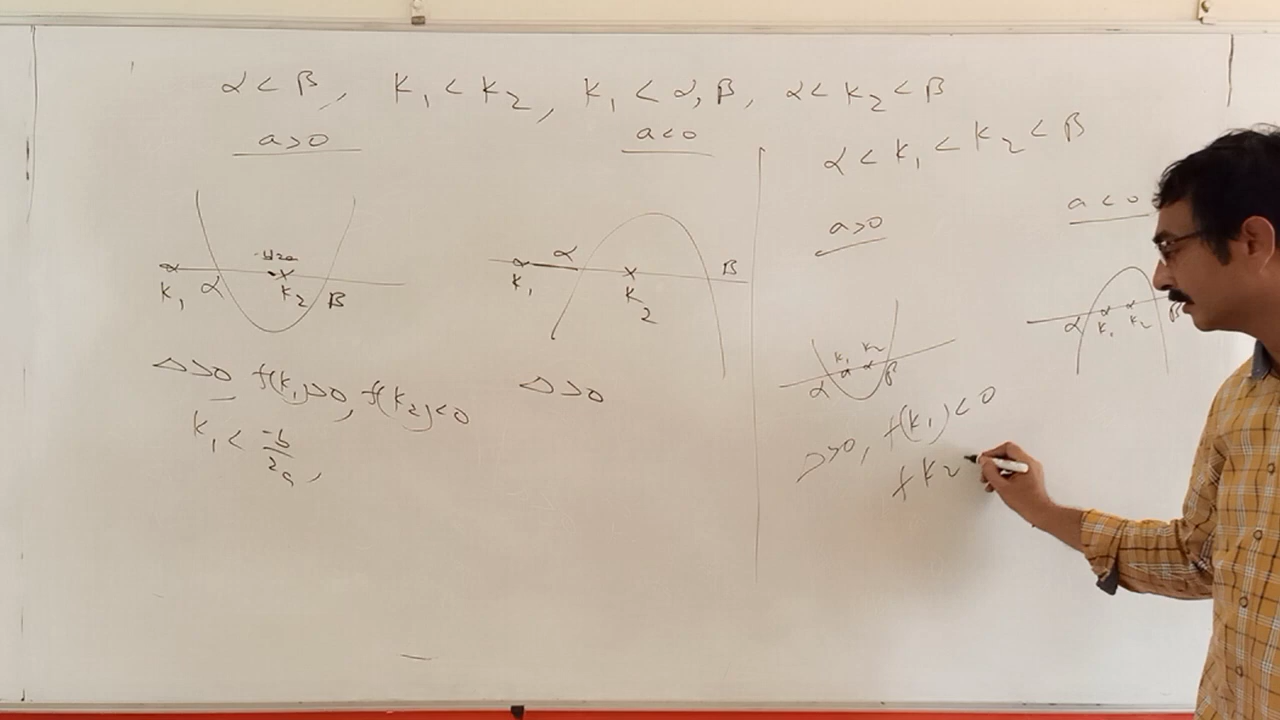 α < β, K₁ < K₂, K₁ < α, β, α < K₂ < β
a>0
a<0
-b/2a
K₁ α K₂ β
Δ>0 f(K₁)>0, f(K₂)<0
K₁ < -b/2a,
α β
K₁ K₂
Δ>0
α < K₁ < K₂ < β
a>0
a<0
K₁ K₂
α β
Δ>0, f(K₁)<0
f K₂
α K₁ K₂ β